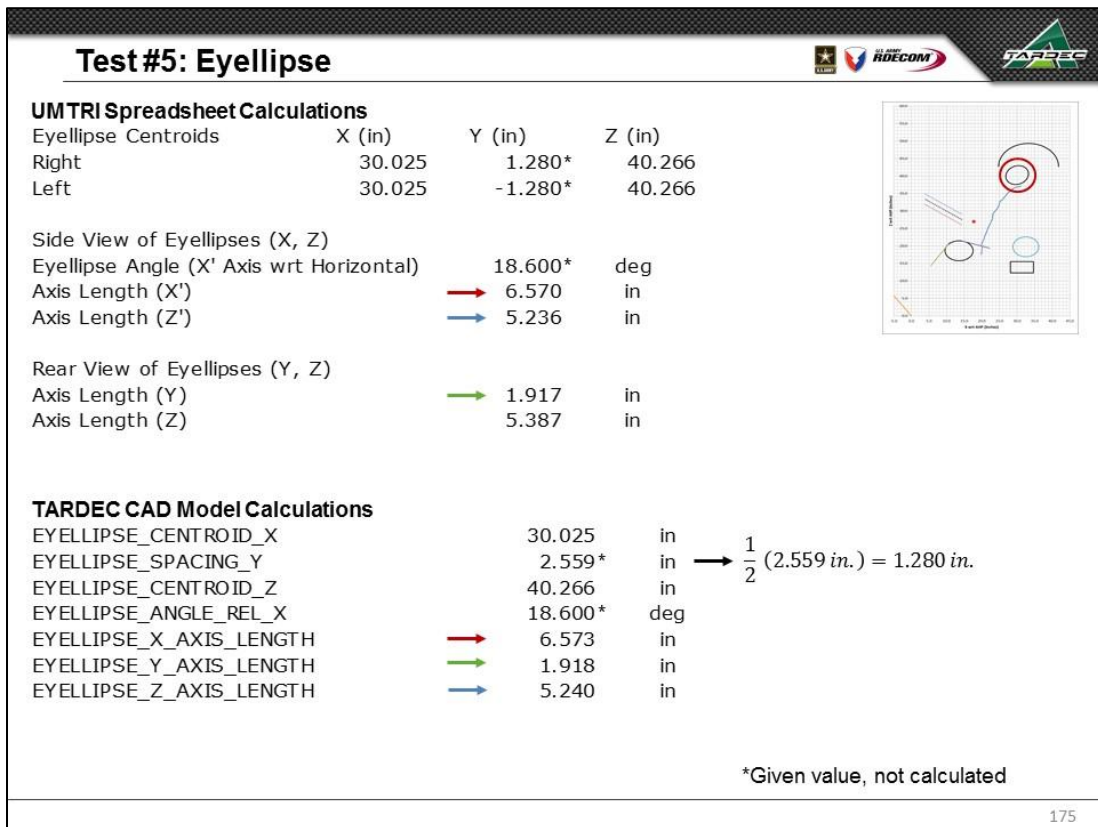 Test #5: Eyellipse
U.S. ARMY
U.S. ARMY
RDECOM
TARDEC
UMTRI Spreadsheet Calculations
Eyellipse Centroids X (in) Y (in) Z (in)
Right 30.025 1.280* 40.266
Left 30.025 -1.280* 40.266
Side View of Eyellipses (X, Z)
Eyellipse Angle (X' Axis wrt Horizontal) 18.600* deg
Axis Length (X') 6.570 in
Axis Length (Z') 5.236 in
Rear View of Eyellipses (Y, Z)
Axis Length (Y) 1.917 in
Axis Length (Z) 5.387 in
TARDEC CAD Model Calculations
EYELLIPSE_CENTROID_X 30.025 in
EYELLIPSE_SPACING_Y 2.559* in 1/2 (2.559 in.) = 1.280 in.
EYELLIPSE_CENTROID_Z 40.266 in
EYELLIPSE_ANGLE_REL_X 18.600* deg
EYELLIPSE_X_AXIS_LENGTH 6.573 in
EYELLIPSE_Y_AXIS_LENGTH 1.918 in
EYELLIPSE_Z_AXIS_LENGTH 5.240 in
*Given value, not calculated
175